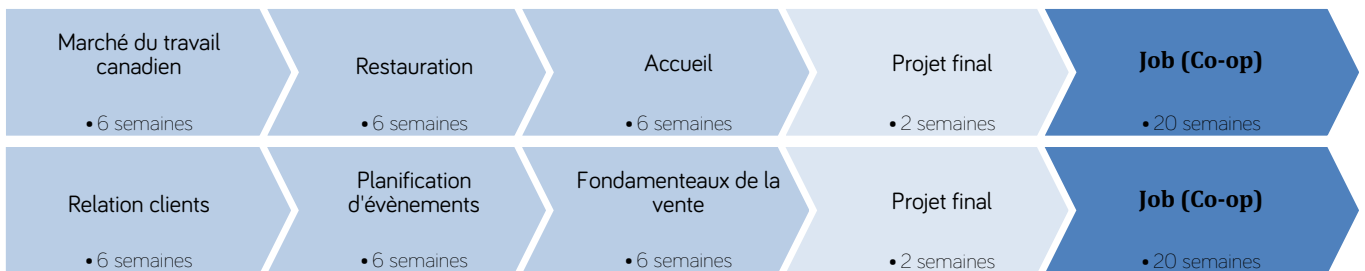 Marché du travail
canadien
• 6 semaines
Restauration
• 6 semaines
Accueil
• 6 semaines
Projet final
• 2 semaines
Job (Co-op)
• 20 semaines
Relation clients
• 6 semaines
Planification
d'évènements
• 6 semaines
Fondamenteaux de la
vente
• 6 semaines
Projet final
• 2 semaines
Job (Co-op)
• 20 semaines